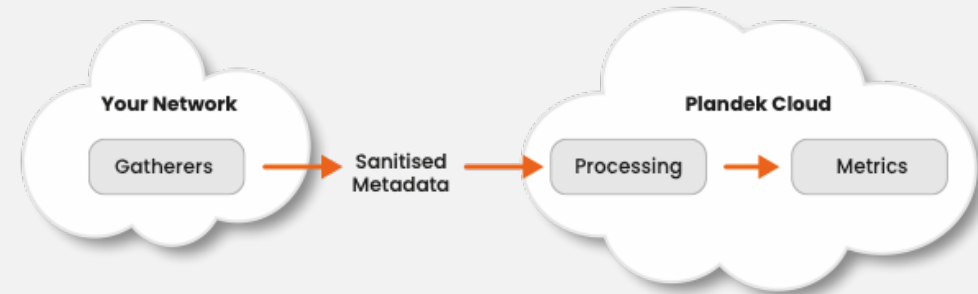 Your Network
Gatherers
Sanitised
Metadata
Plandek Cloud
Processing
Metrics